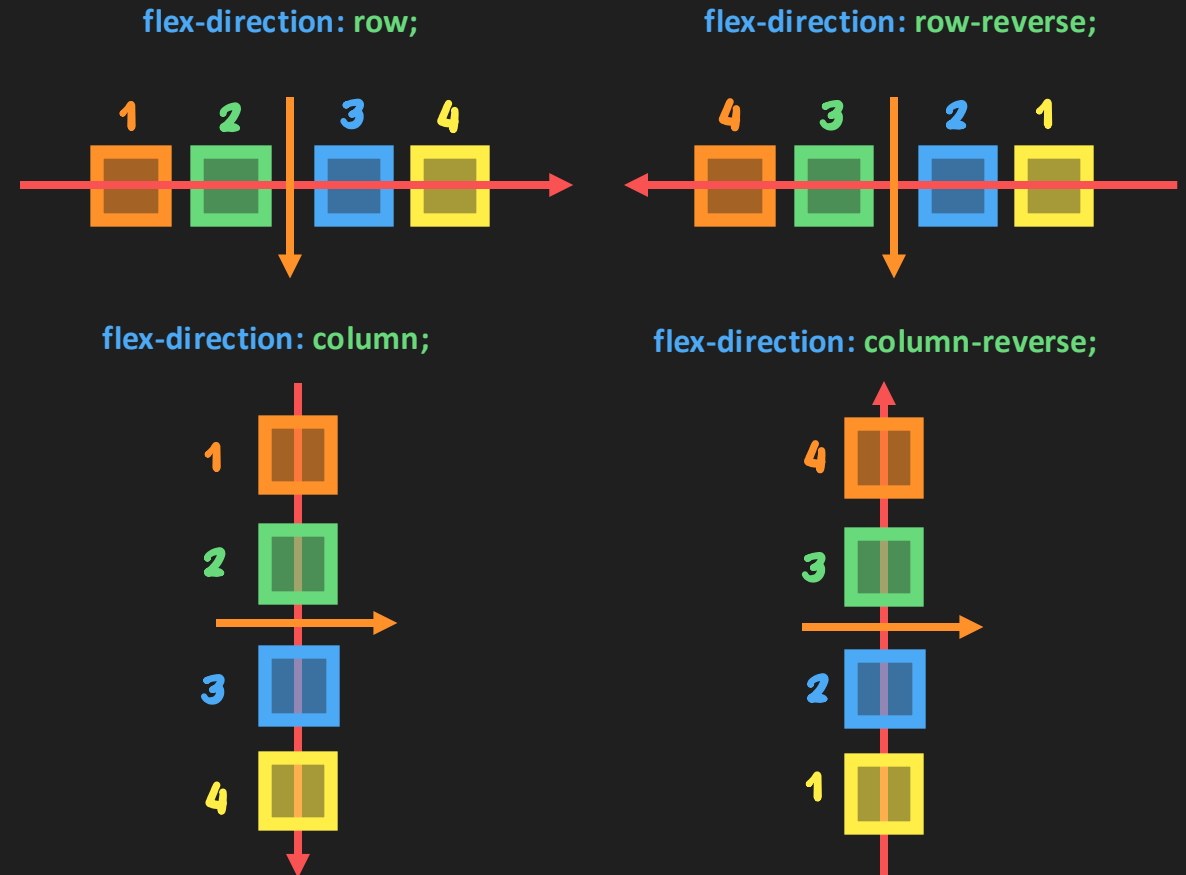 flex-direction: row;
1 2 3 4
flex-direction: row-reverse;
4 3 2 1
flex-direction: column;
1
2
3
4
flex-direction: column-reverse;
4
3
2
1